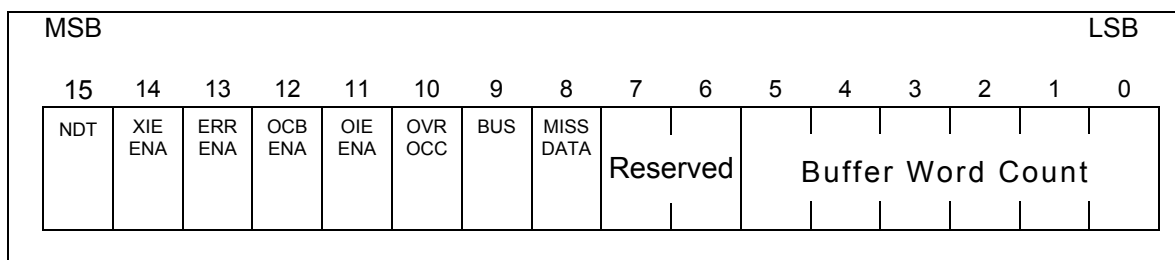 MSB LSB
15 14 13 12 11 10 9 8 7 6 5 4 3 2 1 0
NDT XIE ERR OCB OIE OVR BUS MISS
ENA ENA ENA ENA OCC DATA
Reserved Buffer Word Count